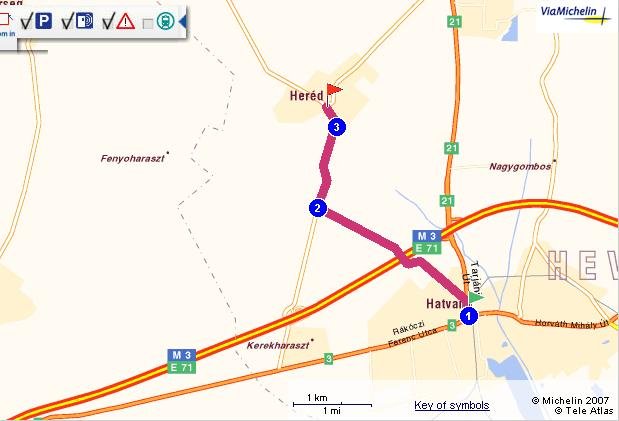 om in
P
ViaMichelin
Heréd
3
21
Fenyoharaszt
21
Nagygombos
2
21
M 3
E 71
HEV
Tarjáni
Út
Hatvan
1
Rákóczi
Ferenc Utca
3
Horváth Mihály Út
Kerekharaszt
M 3
E 71
3
1 km
1 mi
Key of symbols
© Michelin 2007
© Tele Atlas